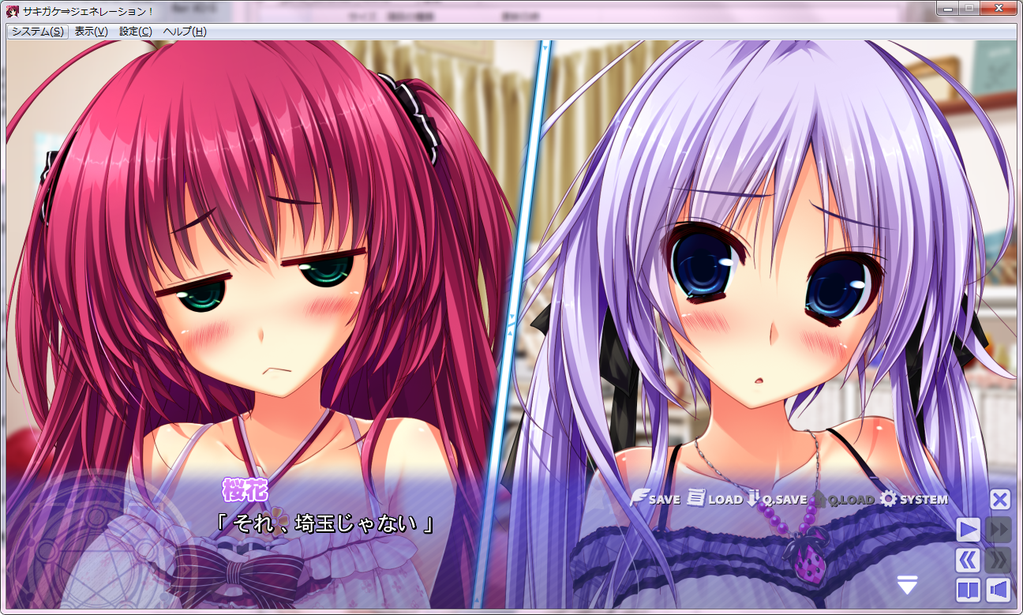 サキガケ⇒ジェネレーション！
システム(S) 表示(V) 設定(C) ヘルプ(H)
SAVE LOAD Q.SAVE Q.LOAD SYSTEM
桜花
「それ、埼玉じゃない」